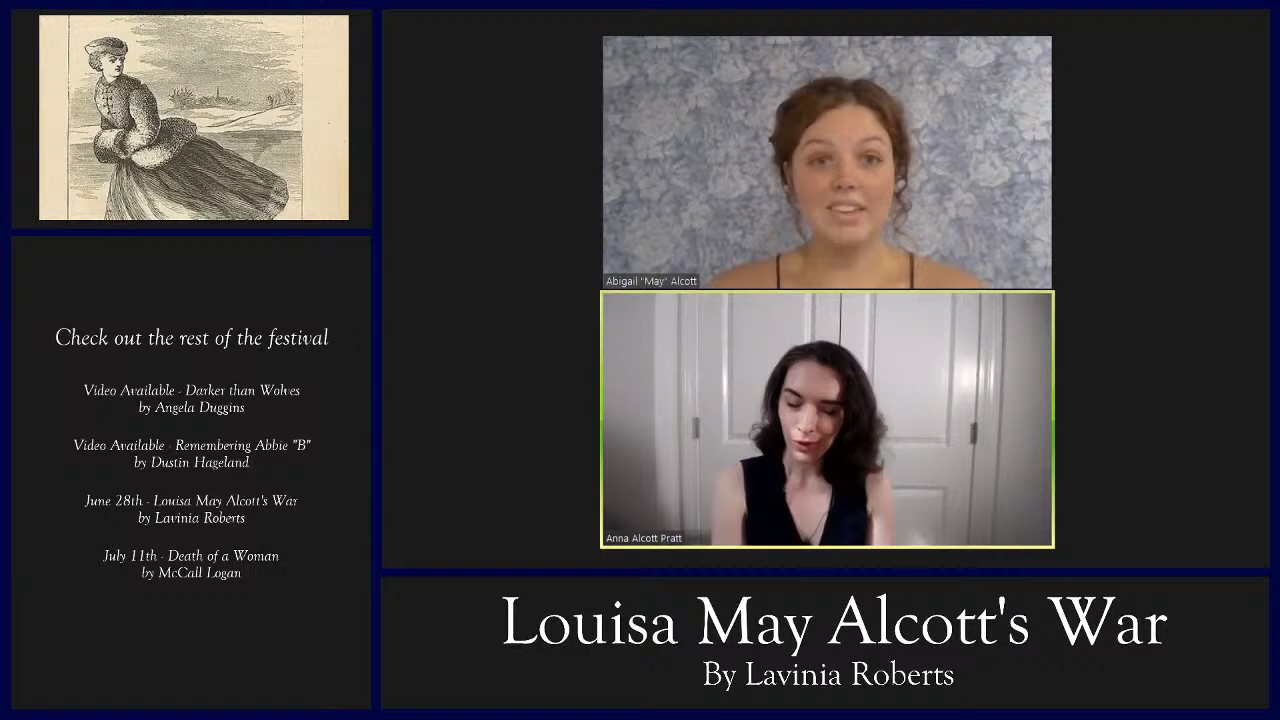 Check out the rest of the festival
Video Available - Darker than Wolves
by Angela Duggins
Video Available - Remembering Abbie "B"
by Dustin Hageland
June 28th - Louisa May Alcott's War
by Lavinia Roberts
July 11th - Death of a Woman
by McCall Logan
Abigail "May" Alcott
Anna Alcott Pratt
Louisa May Alcott's War
By Lavinia Roberts